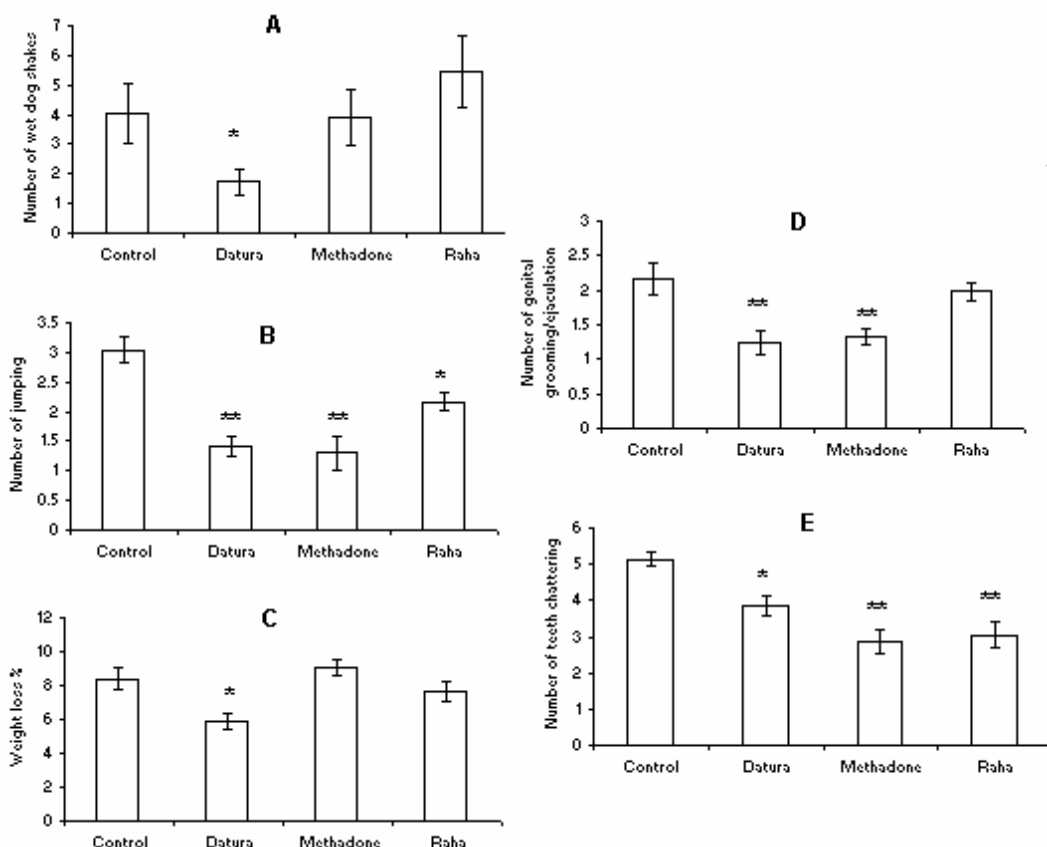 A
Number of wet dog shakes
7
6
5
4
3
2
1
0
*
Control Datura Methadone Raha
B
Number of jumping
3.5
3
2.5
2
1.5
1
0.5
0
** ** *
Control Datura Methadone Raha
C
Weight loss %
12
10
8
6
4
2
0
*
Control Datura Methadone Raha
D
Number of genital
grooming/ejaculation
3
2.5
2
1.5
1
0.5
0
** **
Control Datura Methadone Raha
E
Number of teeth chattering
6
5
4
3
2
1
0
* ** **
Control Datura Methadone Raha